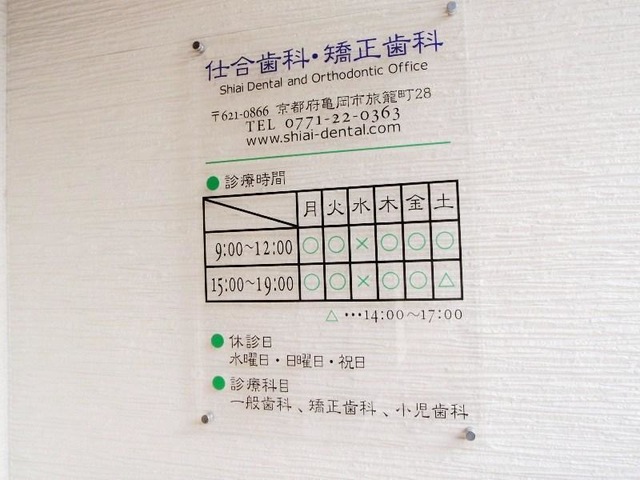 仕合歯科・矯正歯科
Shiai Dental and Orthodontic Office
〒621-0866 京都府亀岡市旅籠町28
TEL 0771-22-0363
www.shiai-dental.com
●診療時間
月 火 水 木 金 土
9:00~12:00 ○ ○ × ○ ○ ○
15:00~19:00 ○ ○ × ○ ○ △
△ …14:00~17:00
●休診日
水曜日・日曜日・祝日
●診療科目
一般歯科、矯正歯科、小児歯科